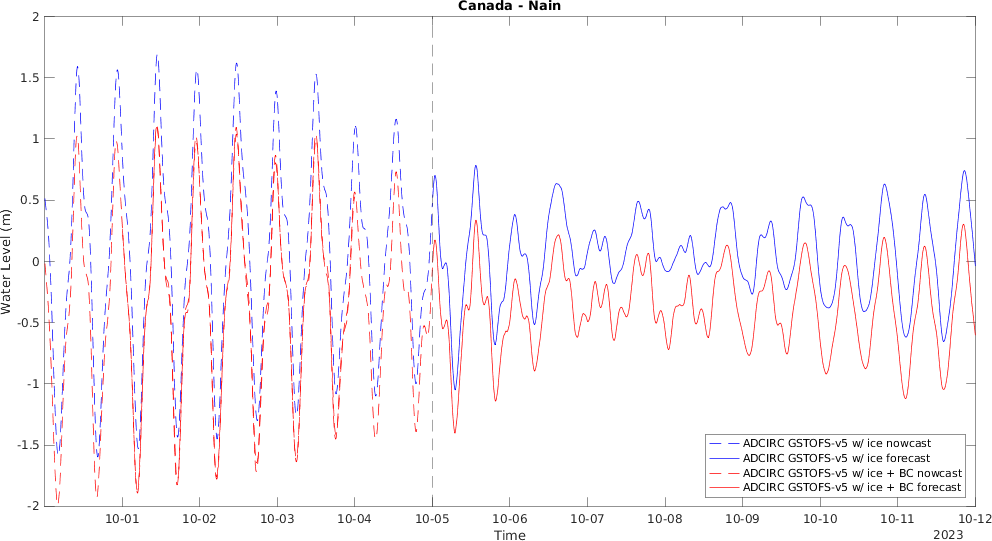 Canada - Nain
2
1.5
1
0.5
0
-0.5
-1
-1.5
-2
Water Level (m)
10-01 10-02 10-03 10-04 10-05 10-06 10-07 10-08 10-09 10-10 10-11 10-12
Time
2023
ADCIRC GSTOFS-v5 w/ ice nowcast
ADCIRC GSTOFS-v5 w/ ice forecast
ADCIRC GSTOFS-v5 w/ ice + BC nowcast
ADCIRC GSTOFS-v5 w/ ice + BC forecast